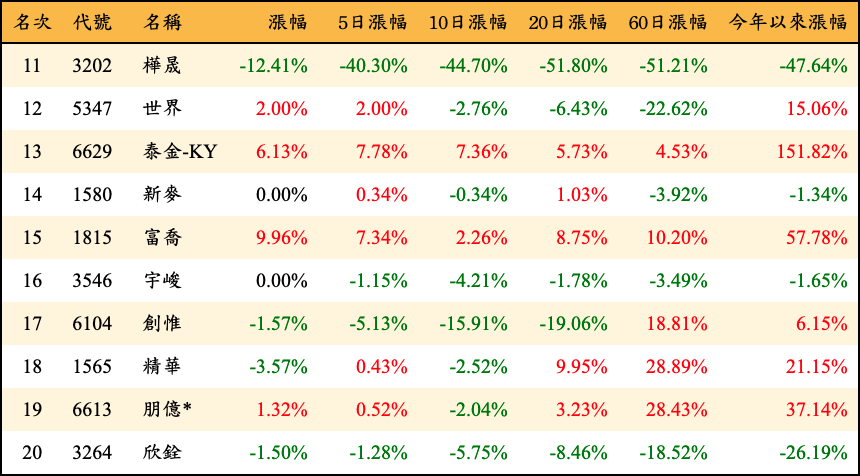 名次 代號 名稱 漲幅 5日漲幅 10日漲幅 20日漲幅 60日漲幅 今年以來漲幅
11 3202 樺晟 -12.41% -40.30% -44.70% -51.80% -51.21% -47.64%
12 5347 世界 2.00% 2.00% -2.76% -6.43% -22.62% 15.06%
13 6629 泰金-KY 6.13% 7.78% 7.36% 5.73% 4.53% 151.82%
14 1580 新麥 0.00% 0.34% -0.34% 1.03% -3.92% -1.34%
15 1815 富喬 9.96% 7.34% 2.26% 8.75% 10.20% 57.78%
16 3546 宇峻 0.00% -1.15% -4.21% -1.78% -3.49% -1.65%
17 6104 創惟 -1.57% -5.13% -15.91% -19.06% 18.81% 6.15%
18 1565 精華 -3.57% 0.43% -2.52% 9.95% 28.89% 21.15%
19 6613 朋億* 1.32% 0.52% -2.04% 3.23% 28.43% 37.14%
20 3264 欣銓 -1.50% -1.28% -5.75% -8.46% -18.52% -26.19%